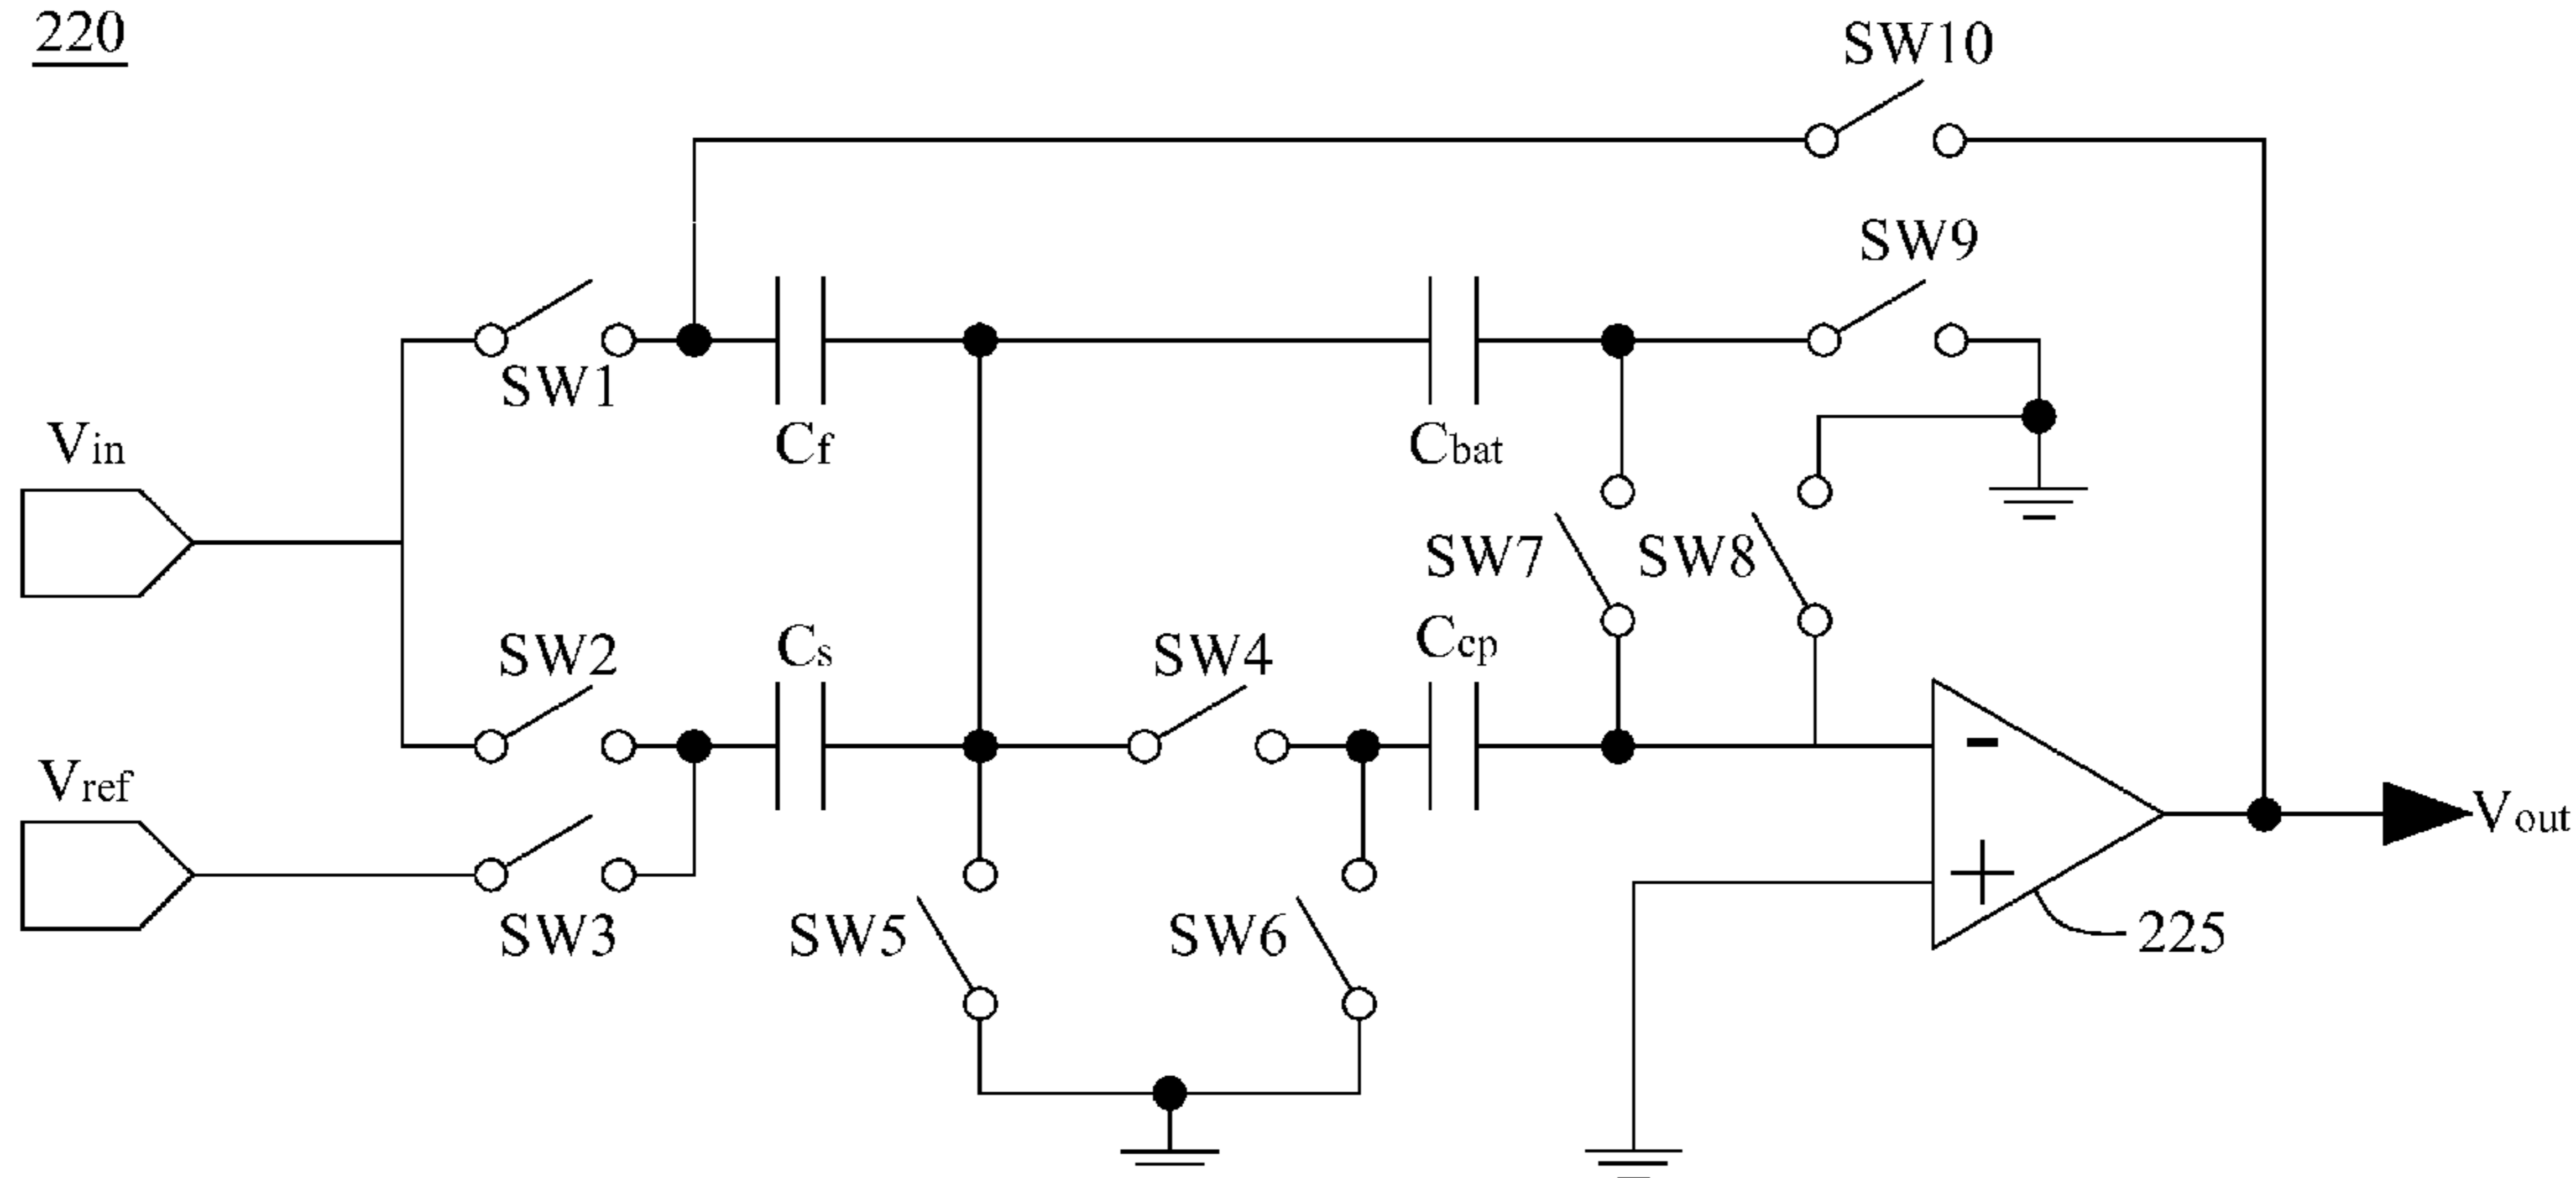 220
SW10
SW9
SW1
Cf
Cbat
Vin
SW7
SW8
SW2
Cs
SW4
Ccp
-
Vref
Vout
+
SW3
SW5
SW6
225